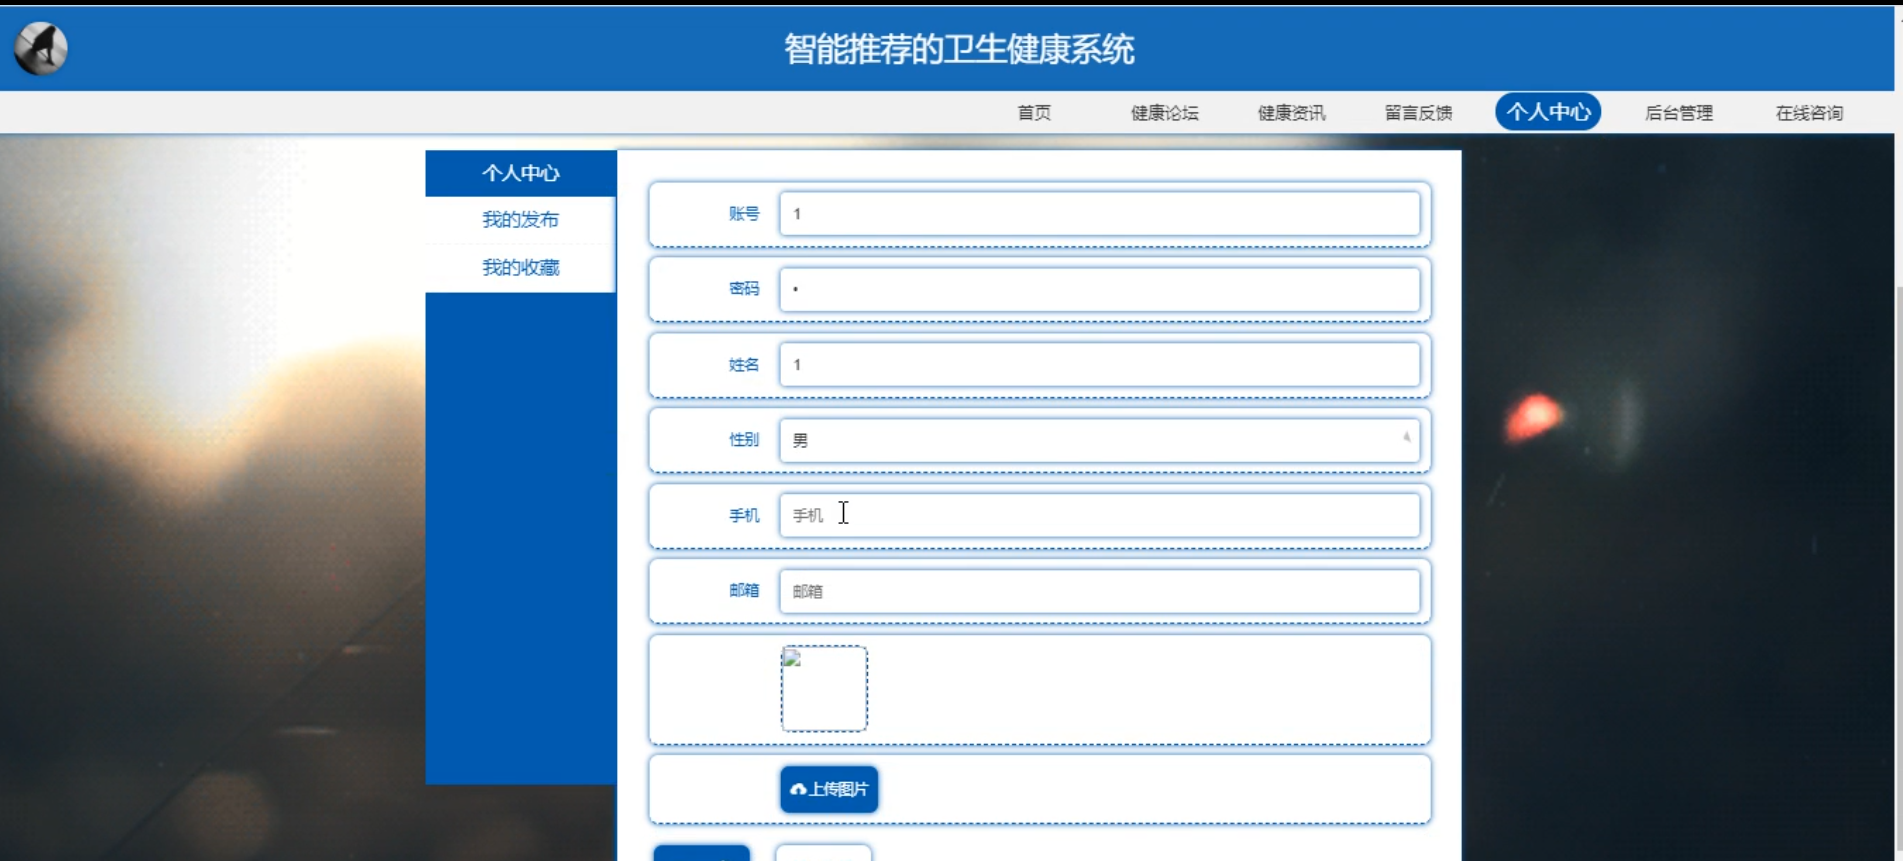 智能推荐的卫生健康系统
首页 健康论坛 健康资讯 留言反馈 个人中心 后台管理 在线咨询
个人中心
我的发布
我的收藏
账号 1
密码 •
姓名 1
性别 男
手机 手机
邮箱 邮箱
上传图片